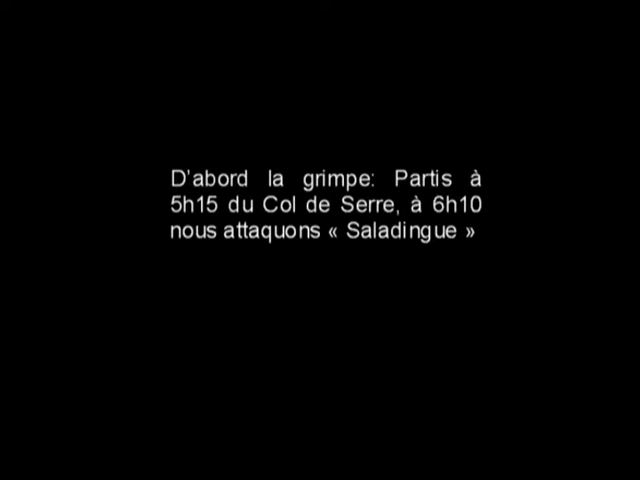 D'abord la grimpe: Partis à
5h15 du Col de Serre, à 6h10
nous attaquons « Saladingue »